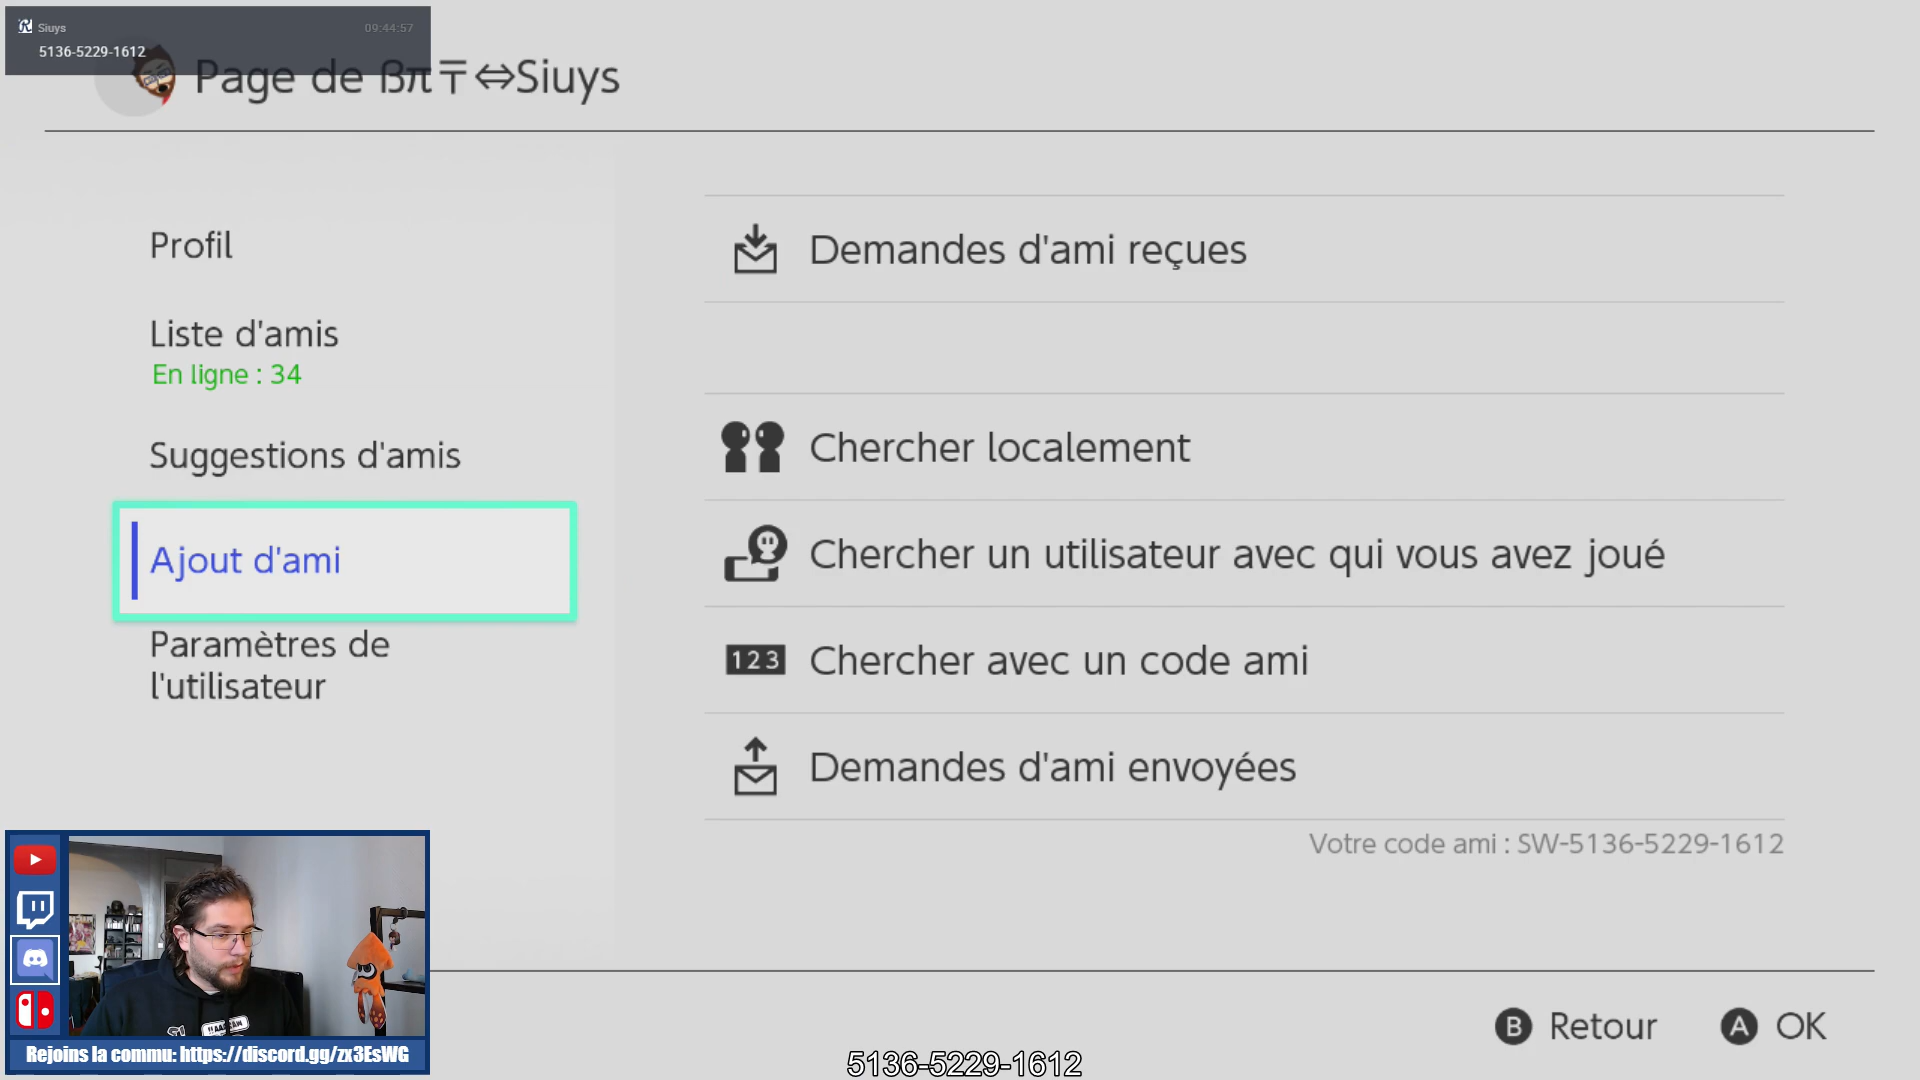 Siuys 09:44:57
5136-5229-1612
Page de ßπ〒⇔Siuys
Profil
Liste d'amis
En ligne : 34
Suggestions d'amis
Ajout d'ami
Paramètres de
l'utilisateur
Demandes d'ami reçues
Chercher localement
Chercher un utilisateur avec qui vous avez joué
123 Chercher avec un code ami
Demandes d'ami envoyées
Votre code ami : SW-5136-5229-1612
Rejoins la commu: https://discord.gg/zx3EsWG
B Retour
A OK
5136-5229-1612